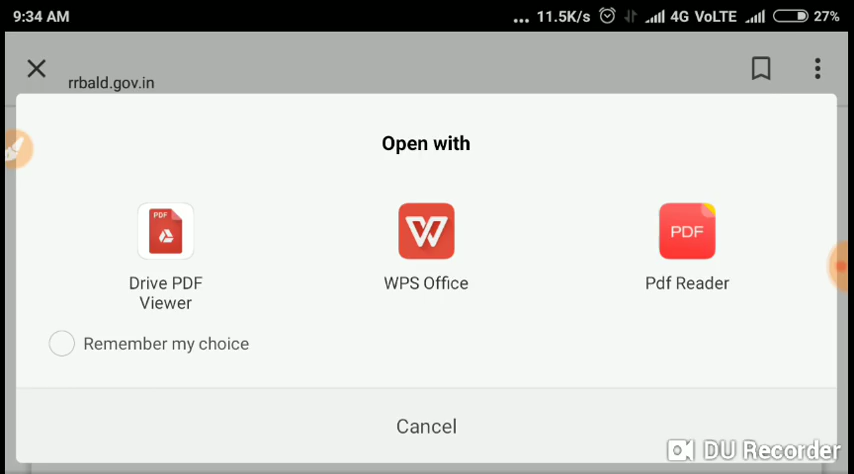 9:34 AM ... 11.5K/s 4G VoLTE 27%
rrbald.gov.in
Open with
PDF
W
PDF
Drive PDF Viewer
WPS Office
Pdf Reader
Remember my choice
Cancel
DU Recorder